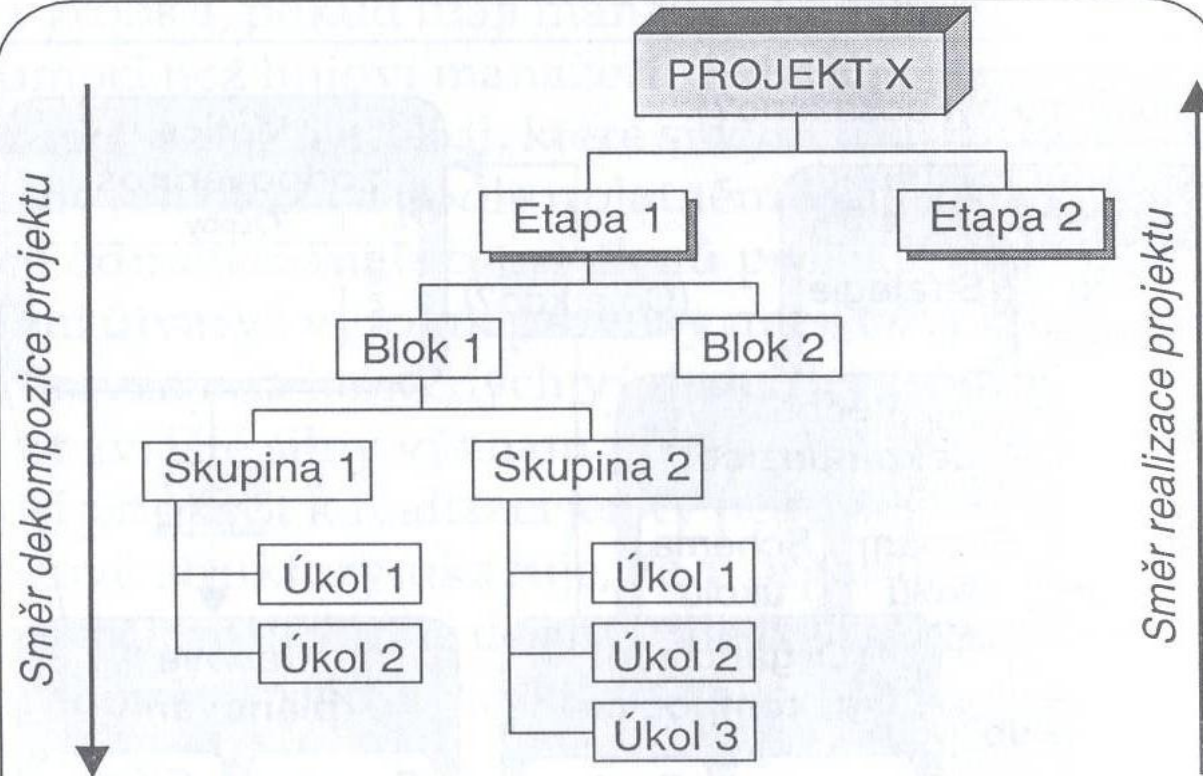 PROJEKT X
Směr dekompozice projektu
Směr realizace projektu
Etapa 1
Etapa 2
Blok 1
Blok 2
Skupina 1
Skupina 2
Úkol 1
Úkol 1
Úkol 2
Úkol 2
Úkol 3